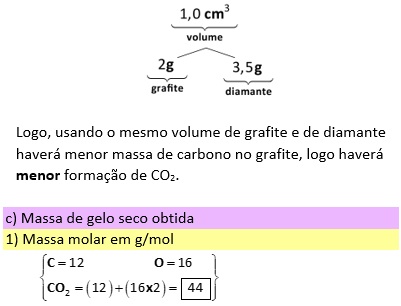 1,0 cm³
volume
2g 3,5g
grafite diamante
Logo, usando o mesmo volume de grafite e de diamante
haverá menor massa de carbono no grafite, logo haverá
menor formação de CO₂.
c) Massa de gelo seco obtida
1) Massa molar em g/mol
C = 12 O = 16
CO₂ = (12) + (16x2) = 44